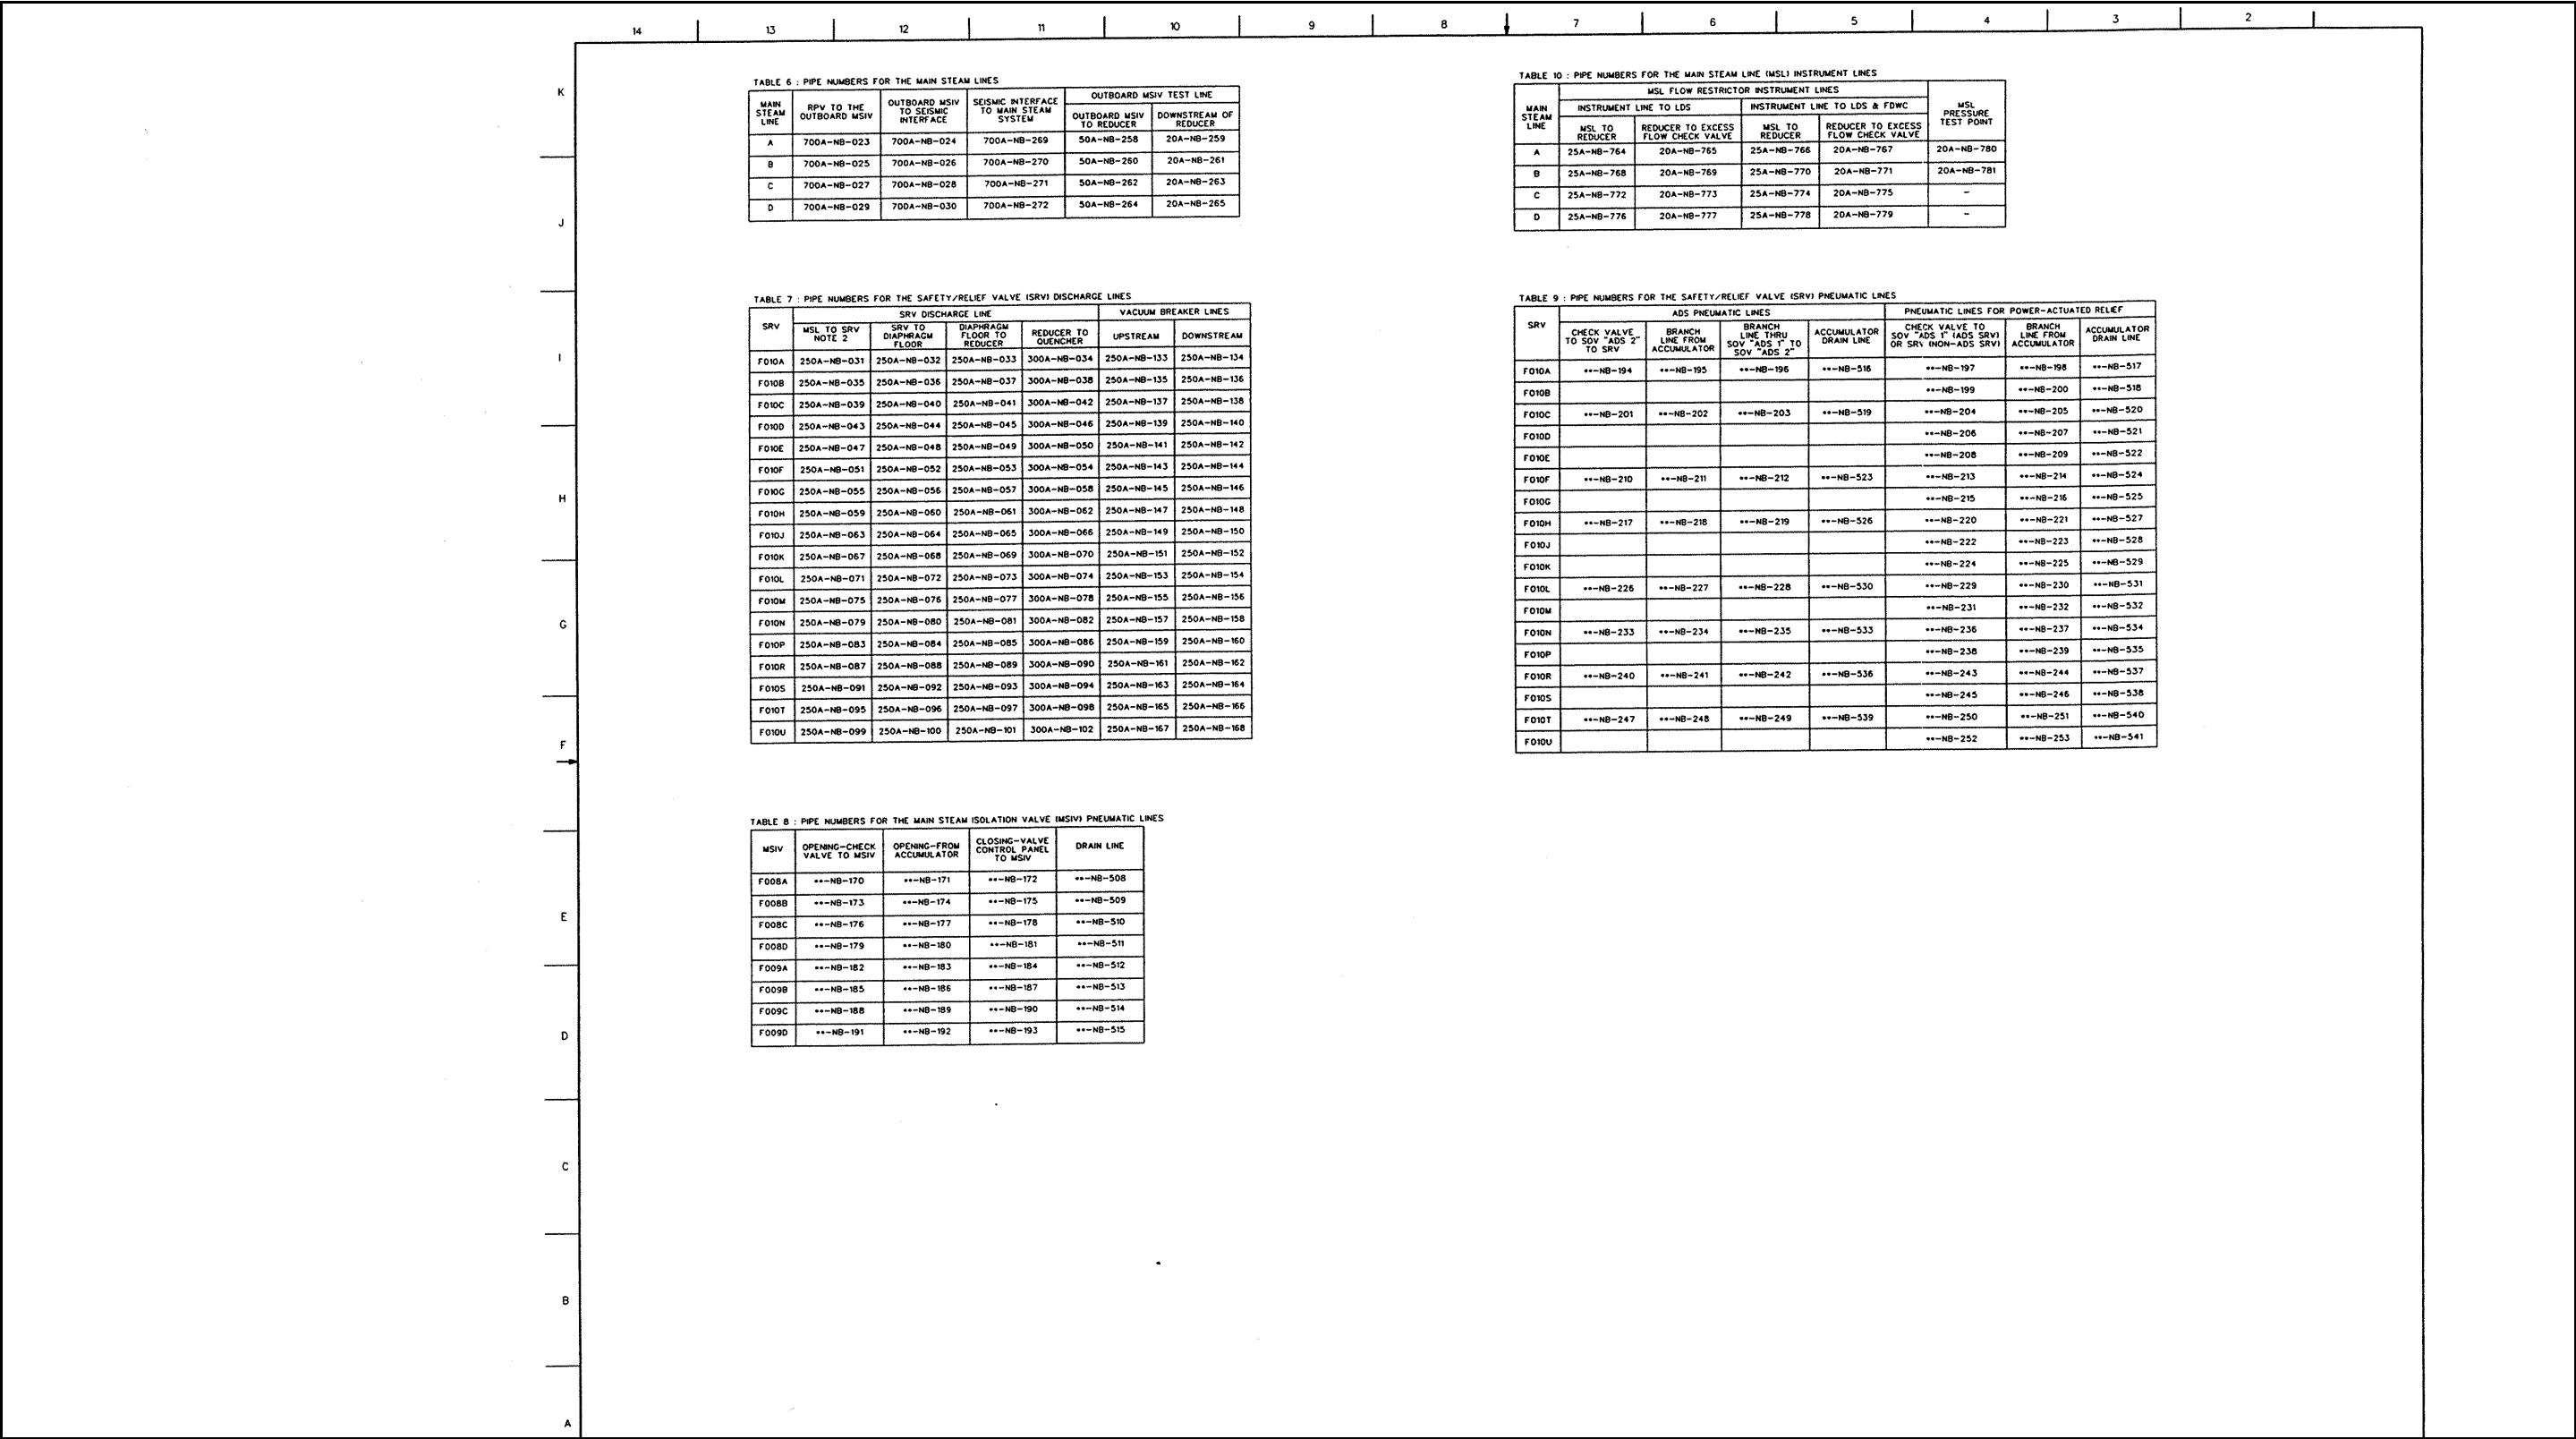 14 13 12 11 10 9 8 7 6 5 4 3 2
K
J
I
H
G
F
E
D
C
B
A
TABLE 6 : PIPE NUMBERS FOR THE MAIN STEAM LINES
MAIN STEAM LINE | RPV TO THE OUTBOARD MSIV | OUTBOARD MSIV TO SEISMIC INTERFACE | SEISMIC INTERFACE TO MAIN STEAM SYSTEM | OUTBOARD MSIV TEST LINE
OUTBOARD MSIV TO REDUCER | DOWNSTREAM OF REDUCER
A 700A-NB-023 700A-NB-024 700A-NB-269 50A-NB-258 20A-NB-259
B 700A-NB-025 700A-NB-026 700A-NB-270 50A-NB-260 20A-NB-261
C 700A-NB-027 700A-NB-028 700A-NB-271 50A-NB-262 20A-NB-263
D 700A-NB-029 700A-NB-030 700A-NB-272 50A-NB-264 20A-NB-265
TABLE 10 : PIPE NUMBERS FOR THE MAIN STEAM LINE (MSL) INSTRUMENT LINES
MAIN STEAM LINE | MSL FLOW RESTRICTOR INSTRUMENT LINES | MSL PRESSURE TEST POINT
INSTRUMENT LINE TO LDS | INSTRUMENT LINE TO LDS & FDWC
MSL TO REDUCER | REDUCER TO EXCESS FLOW CHECK VALVE | MSL TO REDUCER | REDUCER TO EXCESS FLOW CHECK VALVE
A 25A-NB-764 20A-NB-765 25A-NB-766 20A-NB-767 20A-NB-780
B 25A-NB-768 20A-NB-769 25A-NB-770 20A-NB-771 20A-NB-781
C 25A-NB-772 20A-NB-773 25A-NB-774 20A-NB-775 -
D 25A-NB-776 20A-NB-777 25A-NB-778 20A-NB-779 -
TABLE 7 : PIPE NUMBERS FOR THE SAFETY/RELIEF VALVE (SRV) DISCHARGE LINES
SRV | SRV DISCHARGE LINE | VACUUM BREAKER LINES
MSL TO SRV NOTE 2 | SRV TO DIAPHRAGM FLOOR | DIAPHRAGM FLOOR TO REDUCER | REDUCER TO QUENCHER | UPSTREAM | DOWNSTREAM
F010A 250A-NB-031 250A-NB-032 250A-NB-033 300A-NB-034 250A-NB-133 250A-NB-134
F010B 250A-NB-035 250A-NB-036 250A-NB-037 300A-NB-038 250A-NB-135 250A-NB-136
F010C 250A-NB-039 250A-NB-040 250A-NB-041 300A-NB-042 250A-NB-137 250A-NB-138
F010D 250A-NB-043 250A-NB-044 250A-NB-045 300A-NB-046 250A-NB-139 250A-NB-140
F010E 250A-NB-047 250A-NB-048 250A-NB-049 300A-NB-050 250A-NB-141 250A-NB-142
F010F 250A-NB-051 250A-NB-052 250A-NB-053 300A-NB-054 250A-NB-143 250A-NB-144
F010G 250A-NB-055 250A-NB-056 250A-NB-057 300A-NB-058 250A-NB-145 250A-NB-146
F010H 250A-NB-059 250A-NB-060 250A-NB-061 300A-NB-062 250A-NB-147 250A-NB-148
F010J 250A-NB-063 250A-NB-064 250A-NB-065 300A-NB-066 250A-NB-149 250A-NB-150
F010K 250A-NB-067 250A-NB-068 250A-NB-069 300A-NB-070 250A-NB-151 250A-NB-152
F010L 250A-NB-071 250A-NB-072 250A-NB-073 300A-NB-074 250A-NB-153 250A-NB-154
F010M 250A-NB-075 250A-NB-076 250A-NB-077 300A-NB-078 250A-NB-155 250A-NB-156
F010N 250A-NB-079 250A-NB-080 250A-NB-081 300A-NB-082 250A-NB-157 250A-NB-158
F010P 250A-NB-083 250A-NB-084 250A-NB-085 300A-NB-086 250A-NB-159 250A-NB-160
F010R 250A-NB-087 250A-NB-088 250A-NB-089 300A-NB-090 250A-NB-161 250A-NB-162
F010S 250A-NB-091 250A-NB-092 250A-NB-093 300A-NB-094 250A-NB-163 250A-NB-164
F010T 250A-NB-095 250A-NB-096 250A-NB-097 300A-NB-098 250A-NB-165 250A-NB-166
F010U 250A-NB-099 250A-NB-100 250A-NB-101 300A-NB-102 250A-NB-167 250A-NB-168
TABLE 9 : PIPE NUMBERS FOR THE SAFETY/RELIEF VALVE (SRV) PNEUMATIC LINES
SRV | ADS PNEUMATIC LINES | PNEUMATIC LINES FOR POWER-ACTUATED RELIEF
CHECK VALVE TO SOV "ADS 2" TO SRV | BRANCH LINE FROM ACCUMULATOR | BRANCH LINE THRU SOV "ADS 1" TO SOV "ADS 2" | ACCUMULATOR DRAIN LINE | CHECK VALVE TO SOV "ADS 1" (ADS SRV) OR SRV (NON-ADS SRV) | BRANCH LINE FROM ACCUMULATOR | ACCUMULATOR DRAIN LINE
F010A **-NB-194 **-NB-195 **-NB-196 **-NB-516 **-NB-197 **-NB-198 **-NB-517
F010B **-NB-199 **-NB-200 **-NB-518
F010C **-NB-201 **-NB-202 **-NB-203 **-NB-519 **-NB-204 **-NB-205 **-NB-520
F010D **-NB-206 **-NB-207 **-NB-521
F010E **-NB-208 **-NB-209 **-NB-522
F010F **-NB-210 **-NB-211 **-NB-212 **-NB-523 **-NB-213 **-NB-214 **-NB-524
F010G **-NB-215 **-NB-216 **-NB-525
F010H **-NB-217 **-NB-218 **-NB-219 **-NB-526 **-NB-220 **-NB-221 **-NB-527
F010J **-NB-222 **-NB-223 **-NB-528
F010K **-NB-224 **-NB-225 **-NB-529
F010L **-NB-226 **-NB-227 **-NB-228 **-NB-530 **-NB-229 **-NB-230 **-NB-531
F010M **-NB-231 **-NB-232 **-NB-532
F010N **-NB-233 **-NB-234 **-NB-235 **-NB-533 **-NB-236 **-NB-237 **-NB-534
F010P **-NB-238 **-NB-239 **-NB-535
F010R **-NB-240 **-NB-241 **-NB-242 **-NB-536 **-NB-243 **-NB-244 **-NB-537
F010S **-NB-245 **-NB-246 **-NB-538
F010T **-NB-247 **-NB-248 **-NB-249 **-NB-539 **-NB-250 **-NB-251 **-NB-540
F010U **-NB-252 **-NB-253 **-NB-541
TABLE 8 : PIPE NUMBERS FOR THE MAIN STEAM ISOLATION VALVE (MSIV) PNEUMATIC LINES
MSIV | OPENING-CHECK VALVE TO MSIV | OPENING-FROM ACCUMULATOR | CLOSING-VALVE CONTROL PANEL TO MSIV | DRAIN LINE
F008A **-NB-170 **-NB-171 **-NB-172 **-NB-508
F008B **-NB-173 **-NB-174 **-NB-175 **-NB-509
F008C **-NB-176 **-NB-177 **-NB-178 **-NB-510
F008D **-NB-179 **-NB-180 **-NB-181 **-NB-511
F009A **-NB-182 **-NB-183 **-NB-184 **-NB-512
F009B **-NB-185 **-NB-186 **-NB-187 **-NB-513
F009C **-NB-188 **-NB-189 **-NB-190 **-NB-514
F009D **-NB-191 **-NB-192 **-NB-193 **-NB-515